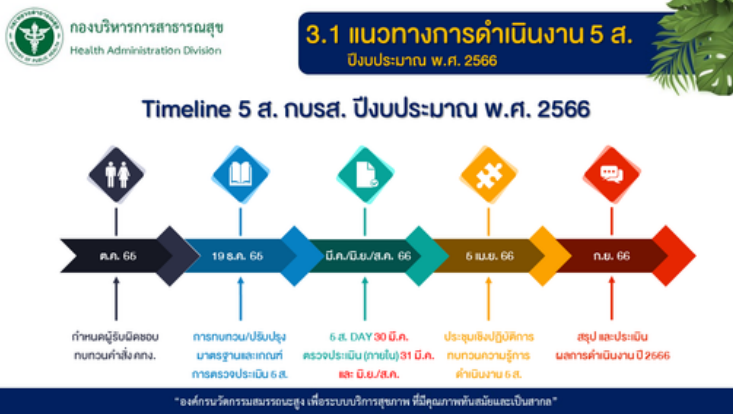 กองบริหารการสาธารณสุข
Health Administration Division
3.1 แนวทางการดำเนินงาน 5 ส.
ปีงบประมาณ พ.ศ. 2566
Timeline 5 ส. กบรส. ปีงบประมาณ พ.ศ. 2566
ต.ค. 65
19 ธ.ค. 65
มี.ค./มิ.ย./ส.ค. 66
5 เม.ย. 66
ก.ย. 66
กำหนดผู้รับผิดชอบ
ทบทวนคำสั่ง คทง.
การทบทวน/ปรับปรุง
มาตรฐานและเกณฑ์
การตรวจประเมิน 5 ส.
5 ส. DAY 30 มี.ค.
ตรวจประเมิน (ภายใน) 31 มี.ค.
และ มิ.ย./ส.ค.
ประชุมเชิงปฏิบัติการ
ทบทวนความรู้การ
ดำเนินงาน 5 ส.
สรุป และประเมิน
ผลการดำเนินงาน ปี 2566
“องค์กรนวัตกรรมสมรรถนะสูง เพื่อระบบบริการสุขภาพ ที่มีคุณภาพทันสมัยและเป็นสากล”